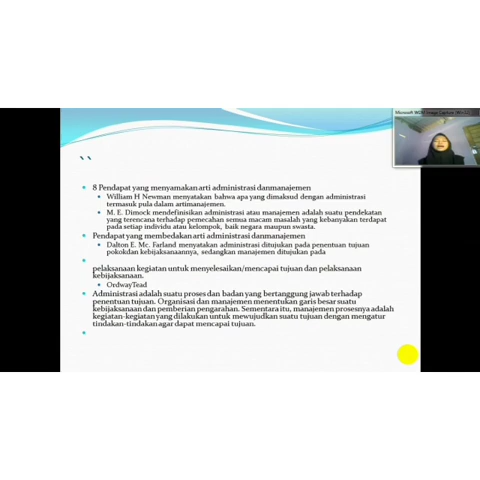 Microsoft WDM Image Capture (Win32)
8 Pendapat yang menyamakan arti administrasi danmanajemen
William H Newman menyatakan bahwa apa yang dimaksud dengan administrasi
termasuk pula dalam artimanajemen.
M. E. Dimock mendefinisikan administrasi atau manajemen adalah suatu pendekatan
yang terencana terhadap pemecahan semua macam masalah yang kebanyakan terdapat
pada setiap individu atau kelompok, baik negara maupun swasta.
Pendapat yang membedakan arti administrasi danmanajemen
Dalton E. Mc. Farland menyatakan administrasi ditujukan pada penentuan tujuan
pokokdan kebijaksanaannya, sedangkan manajemen ditujukan pada
pelaksanaan kegiatan untuk menyelesaikan/mencapai tujuan dan pelaksanaan
kebijaksanaan.
OrdwayTead
Administrasi adalah suatu proses dan badan yang bertanggung jawab terhadap
penentuan tujuan. Organisasi dan manajemen menentukan garis besar suatu
kebijaksanaan dan pemberian pengarahan. Sementara itu, manajemen prosesnya adalah
kegiatan-kegiatan yang dilakukan untuk mewujudkan suatu tujuan dengan mengatur
tindakan-tindakan agar dapat mencapai tujuan.